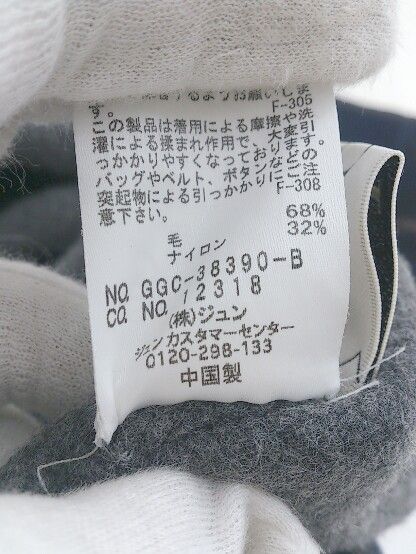 F-305
この製品は着用による摩擦や洗
濯による揉まれ作用で、大変引
っかかりやすくなっております。
バッグやベルト、ボタンなどの
突起物による引っかかりにご注
意下さい。
F-308
毛 68%
ナイロン 32%
NO. GGC-38390-B
CO. NO. 12318
(株)ジュン
ジュンカスタマーセンター
0120-298-133
中国製